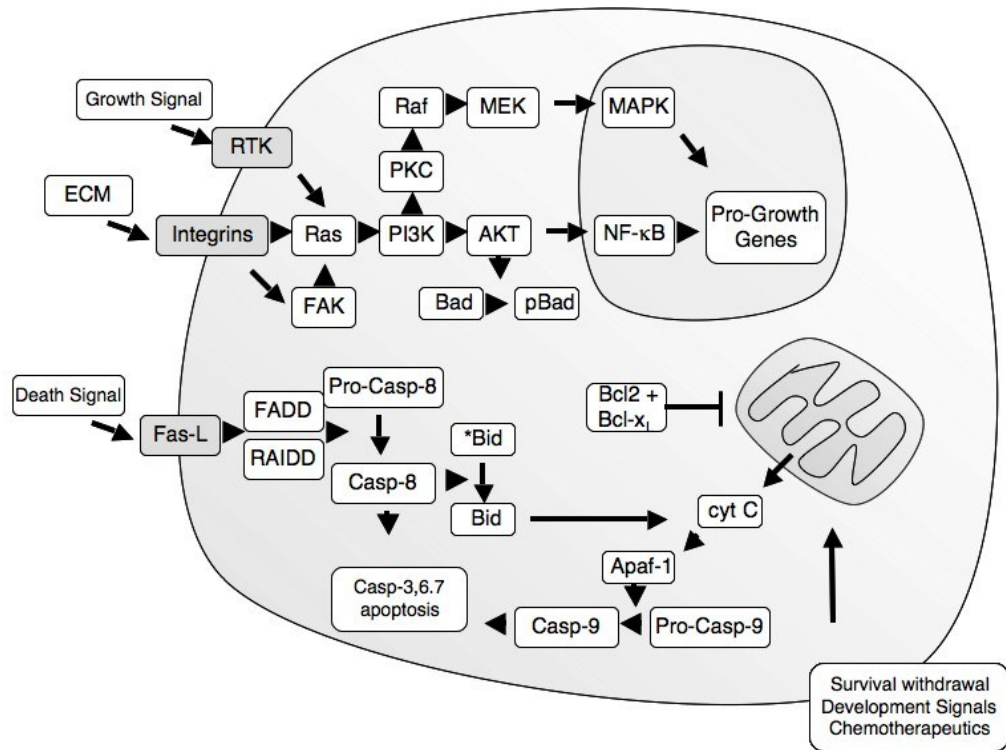 Growth Signal
RTK
ECM
Integrins
Raf
MEK
MAPK
PKC
Ras
PI3K
AKT
NF-κB
Pro-Growth
Genes
FAK
Bad
pBad
Death Signal
Fas-L
FADD
RAIDD
Pro-Casp-8
Casp-8
*Bid
Bid
Bcl2 +
Bcl-xL
cyt C
Apaf-1
Pro-Casp-9
Casp-9
Casp-3,6.7
apoptosis
Survival withdrawal
Development Signals
Chemotherapeutics